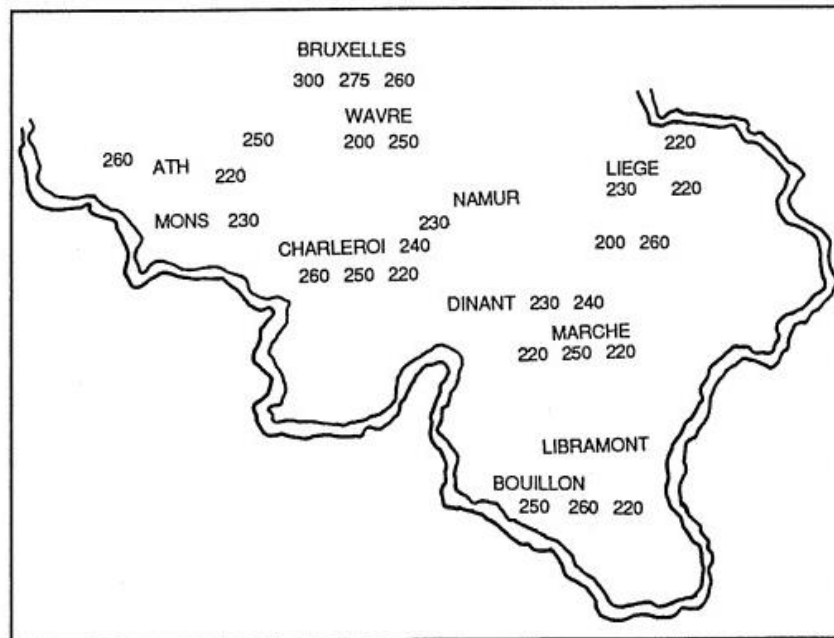 BRUXELLES
300 275 260
WAVRE
250 200 250
220
260 ATH
220
LIEGE
230 220
NAMUR
MONS 230
230
CHARLEROI 240
200 260
260 250 220
DINANT 230 240
MARCHE
220 250 220
LIBRAMONT
BOUILLON
250 260 220